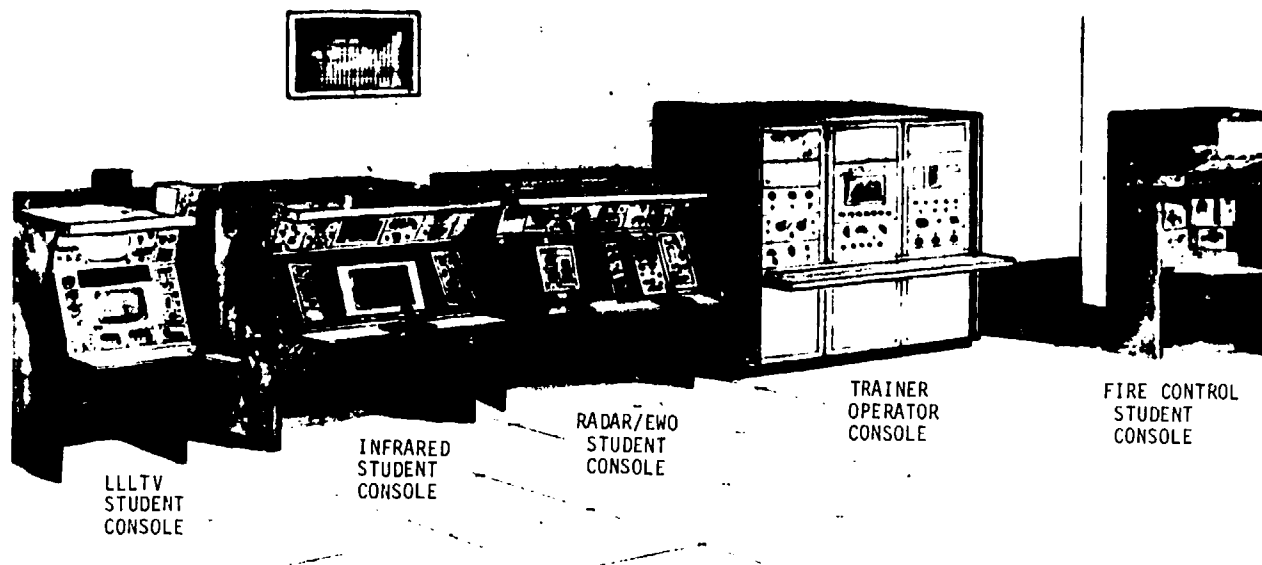 LLLTV
STUDENT
CONSOLE
INFRARED
STUDENT
CONSOLE
RADAR/EWO
STUDENT
CONSOLE
TRAINER
OPERATOR
CONSOLE
FIRE CONTROL
STUDENT
CONSOLE